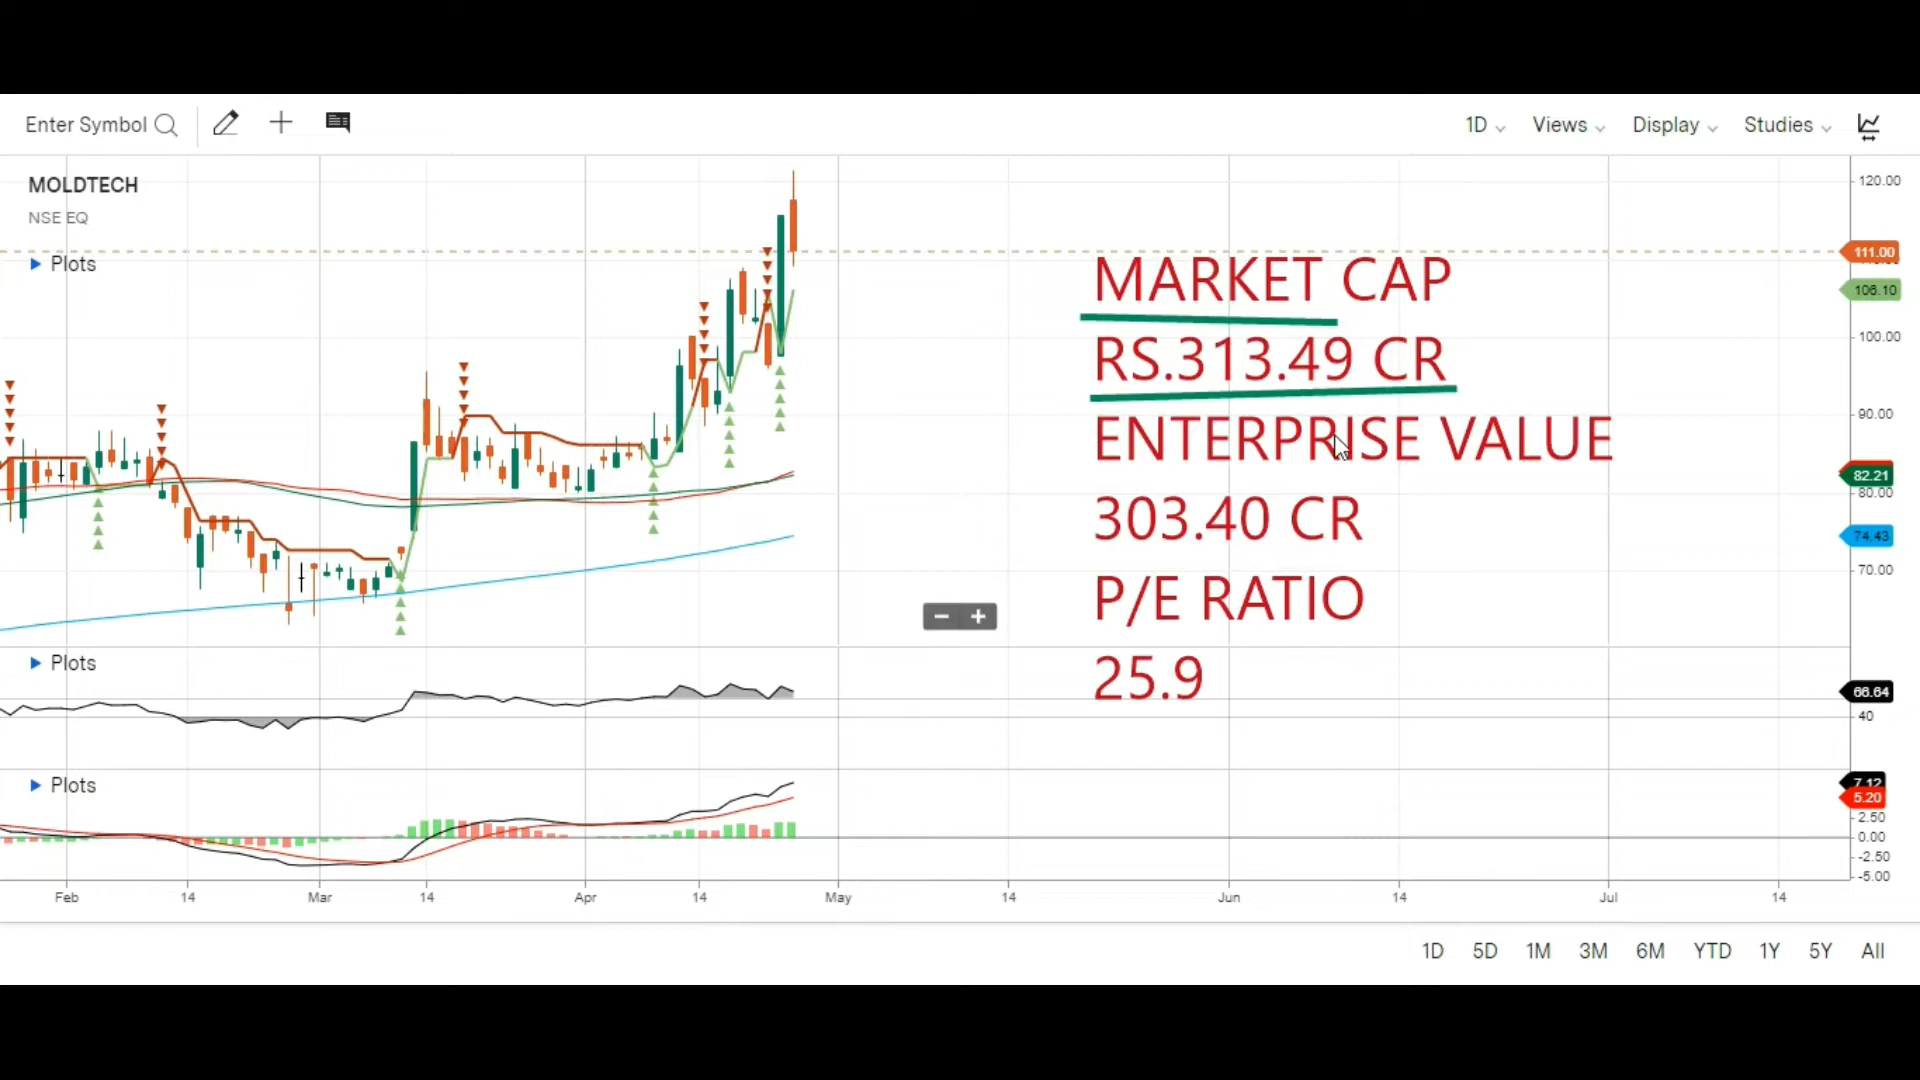 Enter Symbol
1D Views Display Studies
MOLDTECH
NSE EQ
Plots
120.00
111.00
106.10
100.00
90.00
82.21
80.00
74.43
70.00
MARKET CAP
RS.313.49 CR
ENTERPRISE VALUE
303.40 CR
P/E RATIO
25.9
− +
Plots
66.64
40
Plots
7.12
5.20
2.50
0.00
-2.50
-5.00
Feb 14 Mar 14 Apr 14 May 14 Jun 14 Jul 14
1D 5D 1M 3M 6M YTD 1Y 5Y All